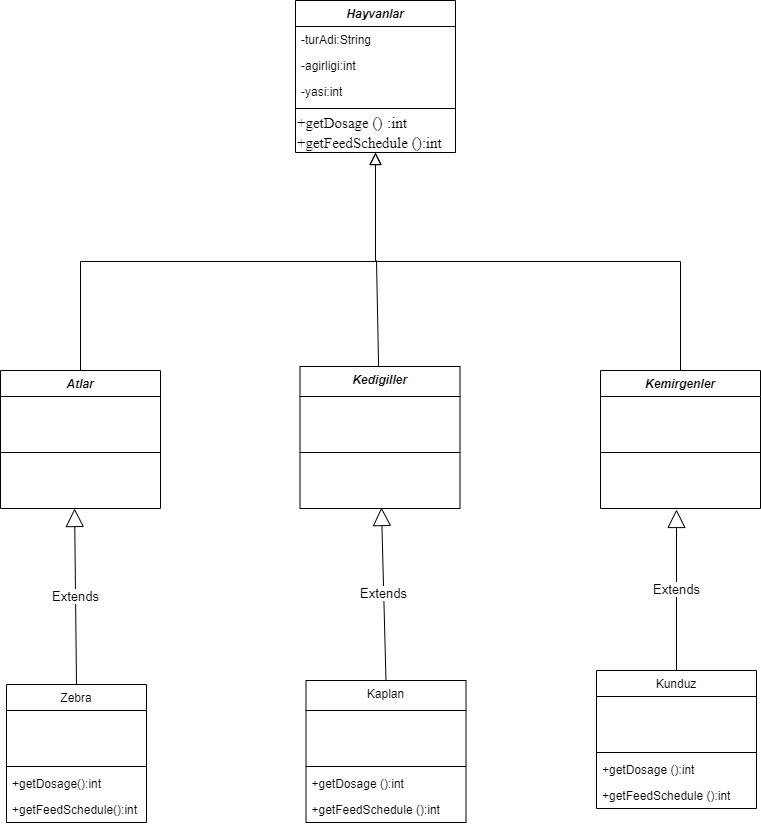 Hayvanlar
-turAdi:String
-agirligi:int
-yasi:int
+getDosage () :int
+getFeedSchedule ():int
Atlar
Kedigiller
Kemirgenler
Extends
Extends
Extends
Zebra
+getDosage():int
+getFeedSchedule():int
Kaplan
+getDosage ():int
+getFeedSchedule ():int
Kunduz
+getDosage ():int
+getFeedSchedule ():int